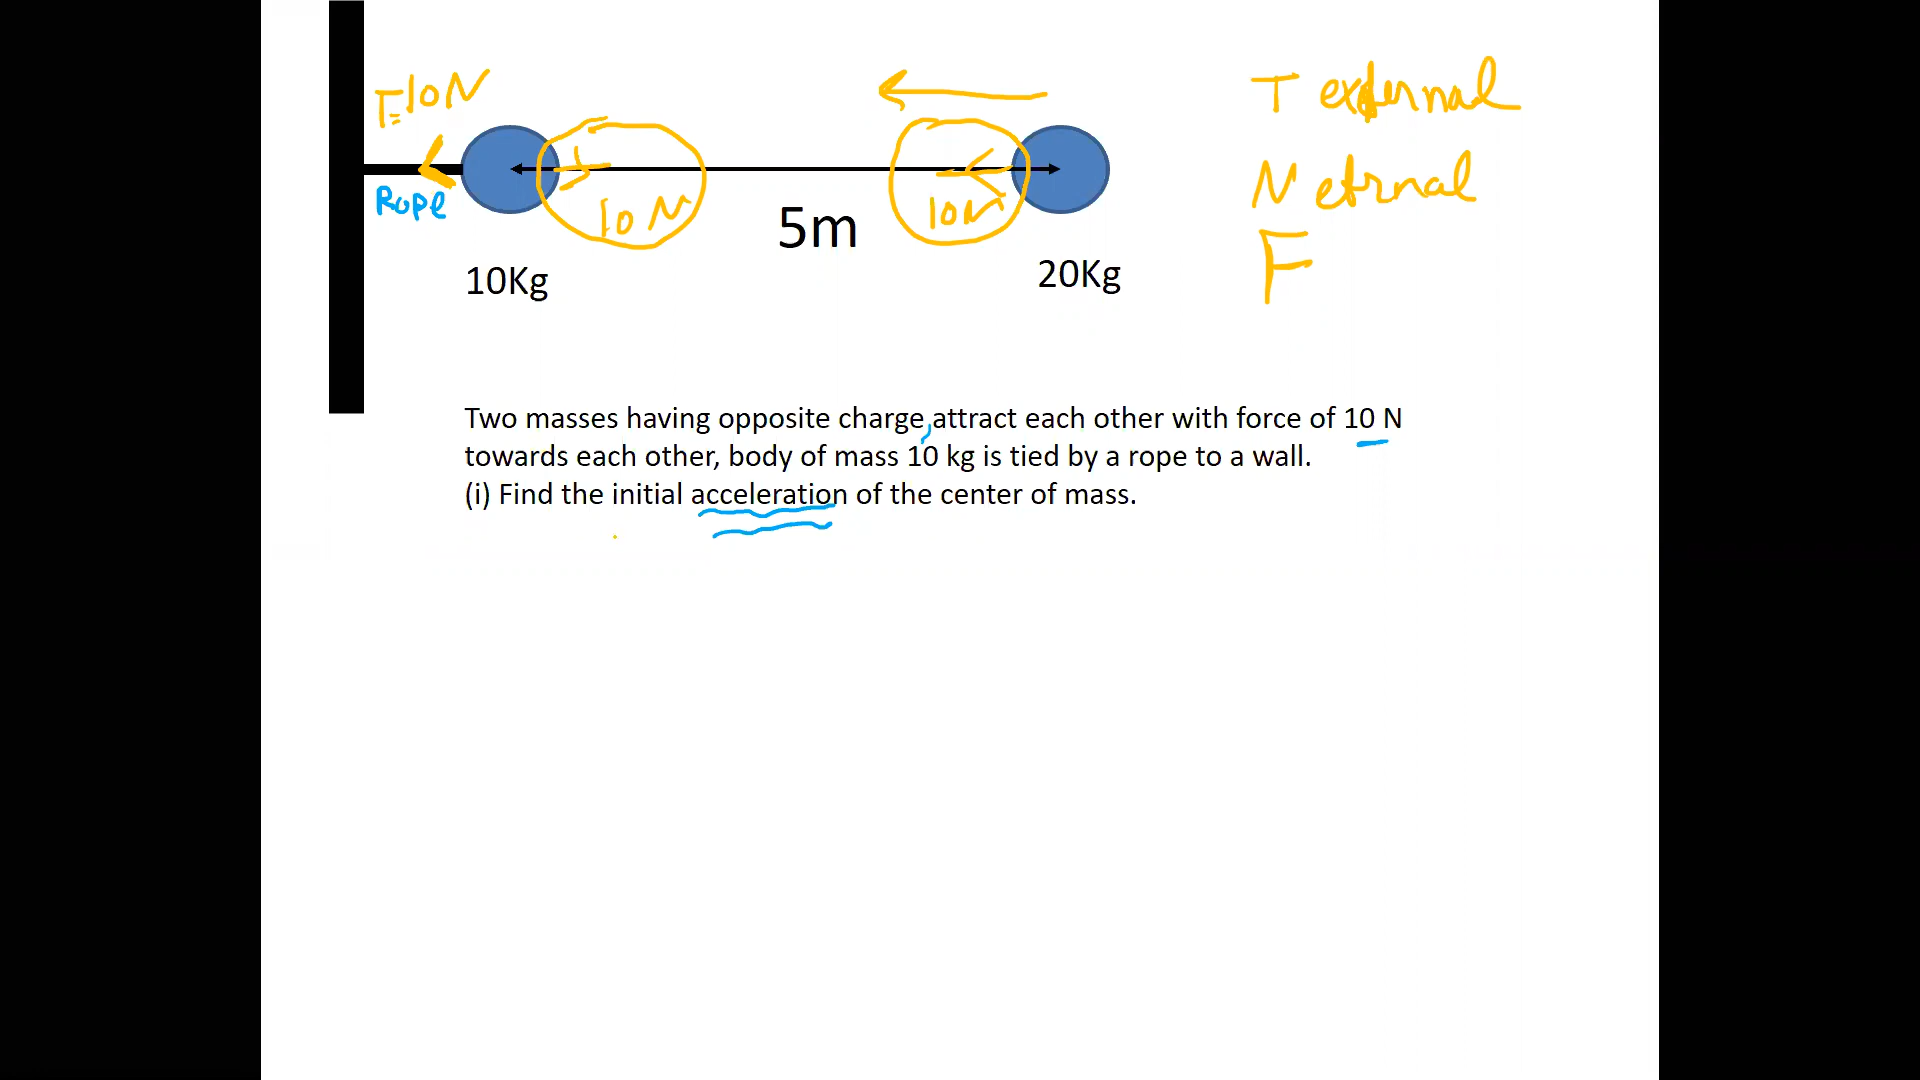 T=10N
Rope
10 N
10N
5m
10Kg
20Kg
T external
N eternal
F
Two masses having opposite charge,attract each other with force of 10 N
towards each other, body of mass 10 kg is tied by a rope to a wall.
(i) Find the initial acceleration of the center of mass.